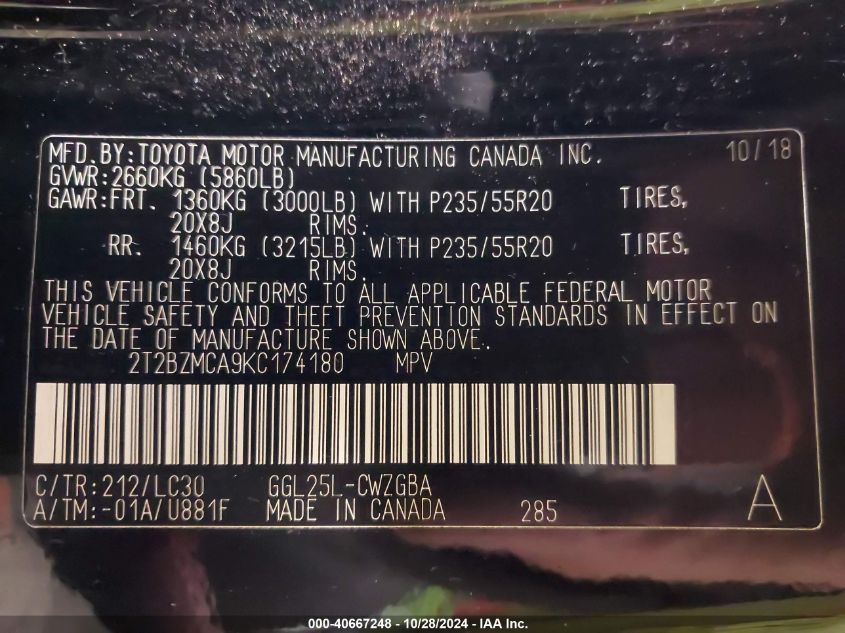 MFD.BY:TOYOTA MOTOR MANUFACTURING CANADA INC. 10/18
GVWR:2660KG (5860LB)
GAWR:FRT. 1360KG (3000LB) WITH P235/55R20 TIRES,
20X8J RIMS.
RR. 1460KG (3215LB) WITH P235/55R20 TIRES,
20X8J RIMS.
THIS VEHICLE CONFORMS TO ALL APPLICABLE FEDERAL MOTOR
VEHICLE SAFETY AND THEFT PREVENTION STANDARDS IN EFFECT ON
THE DATE OF MANUFACTURE SHOWN ABOVE.
2T2BZMCA9KC174180 MPV
C/TR:212/LC30 GGL25L-CWZGBA
A/TM:-01A/U881F MADE IN CANADA 285 A
000-40667248 - 10/28/2024 - IAA Inc.